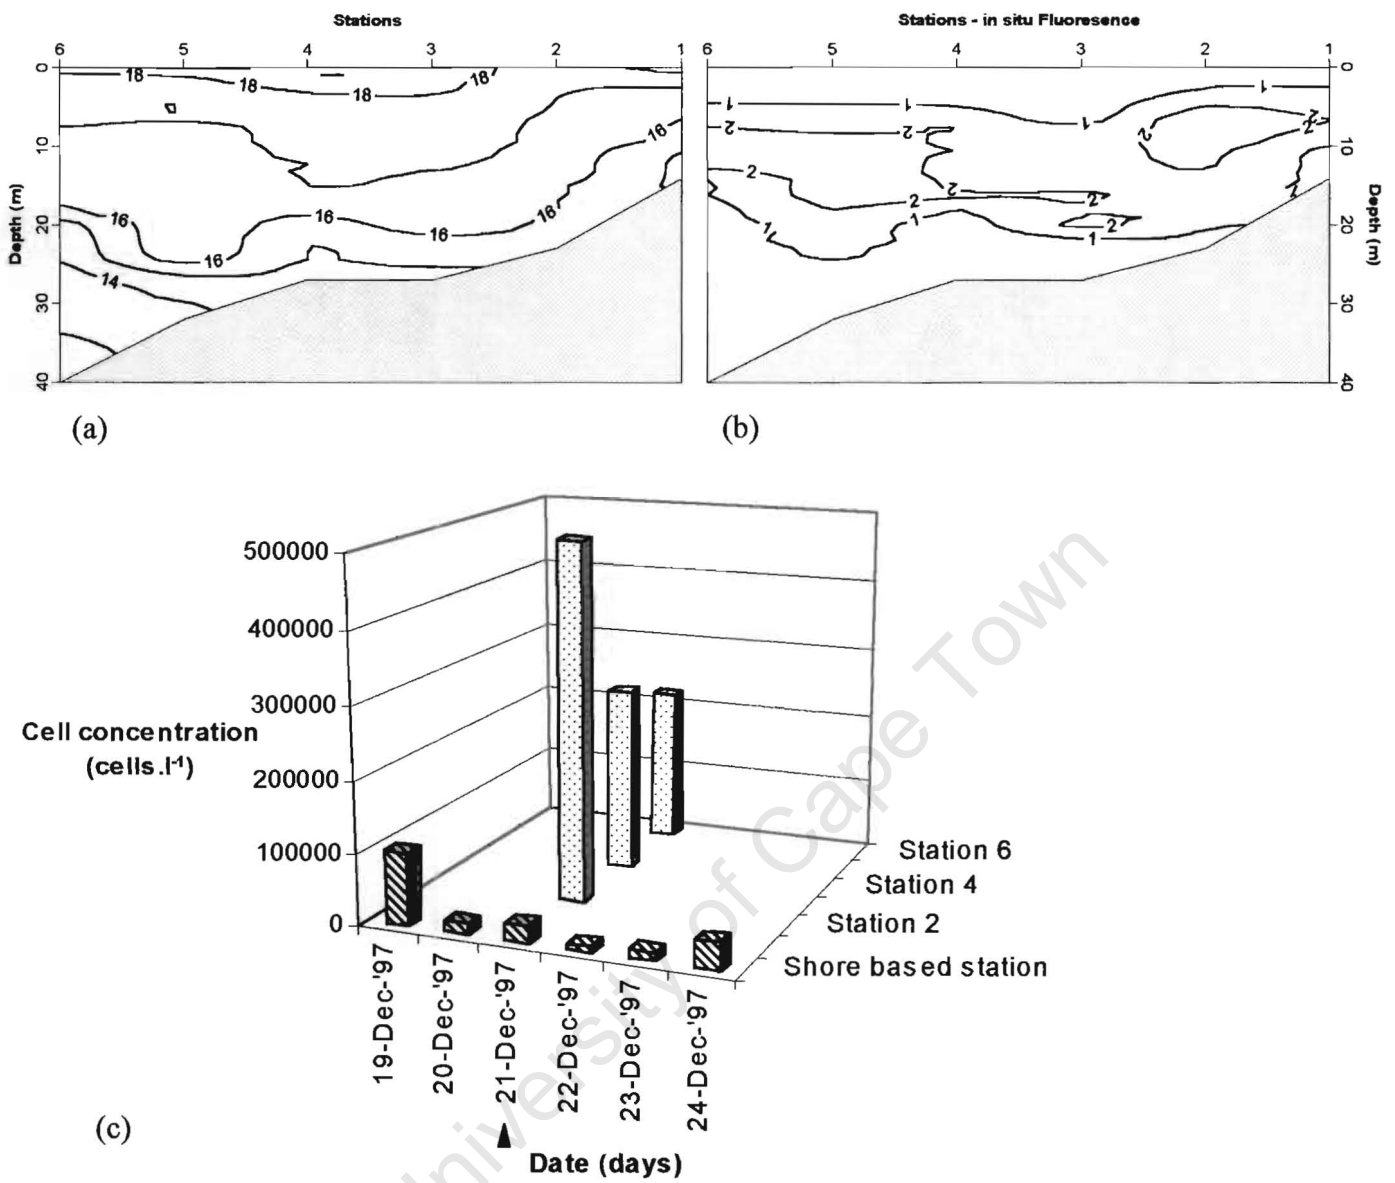 Stations
6 5 4 3 2 1
0
10
20
30
40
Depth (m)
18 18 18 18
16 16 16 16 16 16
14
(a)
Stations - in situ Fluoresence
6 5 4 3 2 1
0
10
20
30
40
Depth (m)
1 1 1 1
2 2 2 2
2 2 2 2 2
1 1 1
(b)
500000
400000
300000
200000
100000
0
Cell concentration
(cells.l-1)
Station 6
Station 4
Station 2
Shore based station
19-Dec-'97
20-Dec-'97
21-Dec-'97
22-Dec-'97
23-Dec-'97
24-Dec-'97
Date (days)
(c)
University of Cape Town